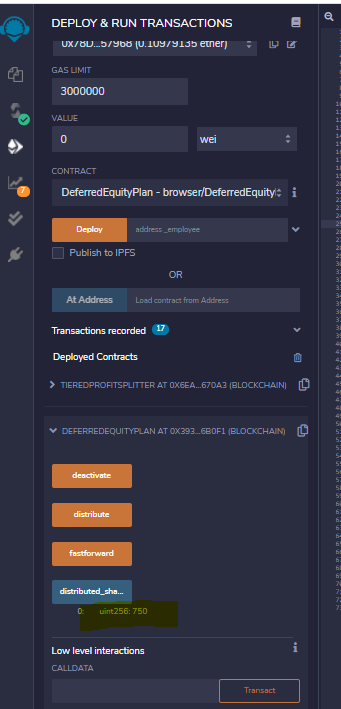 DEPLOY & RUN TRANSACTIONS
0x78D...57968 (0.10979135 ether)
GAS LIMIT
3000000
VALUE
0 wei
CONTRACT
DeferredEquityPlan - browser/DeferredEquity
Deploy address _employee
Publish to IPFS
OR
At Address Load contract from Address
Transactions recorded 17
7
Deployed Contracts
TIEREDPROFITSPLITTER AT 0X6EA...670A3 (BLOCKCHAIN)
DEFERREDEQUITYPLAN AT 0X393...6B0F1 (BLOCKCHAIN)
deactivate
distribute
fastforward
distributed_sha...
0: uint256: 750
Low level interactions
CALLDATA
Transact